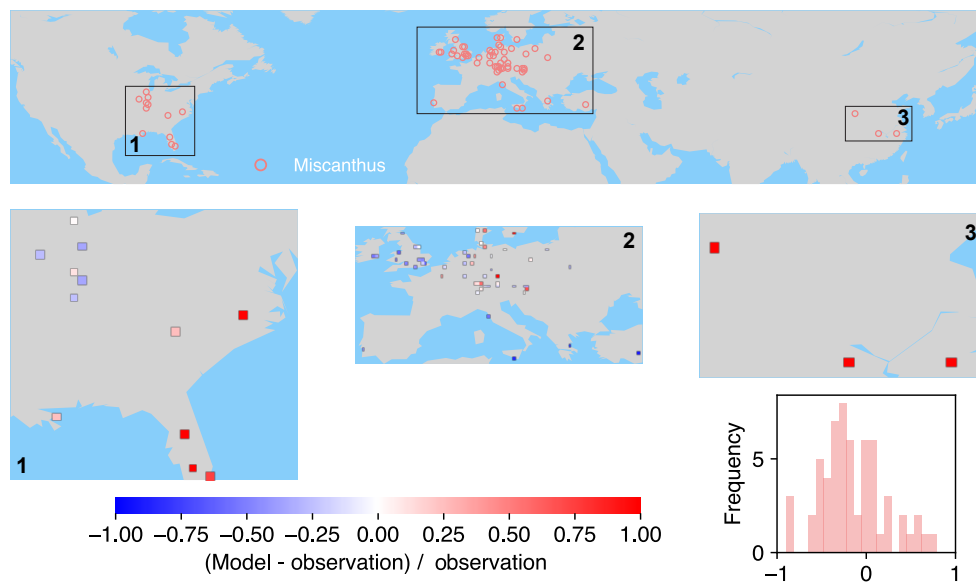 2
3
1
Miscanthus
2
3
1
5
0
Frequency
−1 0 1
−1.00 −0.75 −0.50 −0.25 0.00 0.25 0.50 0.75 1.00
(Model - observation) / observation